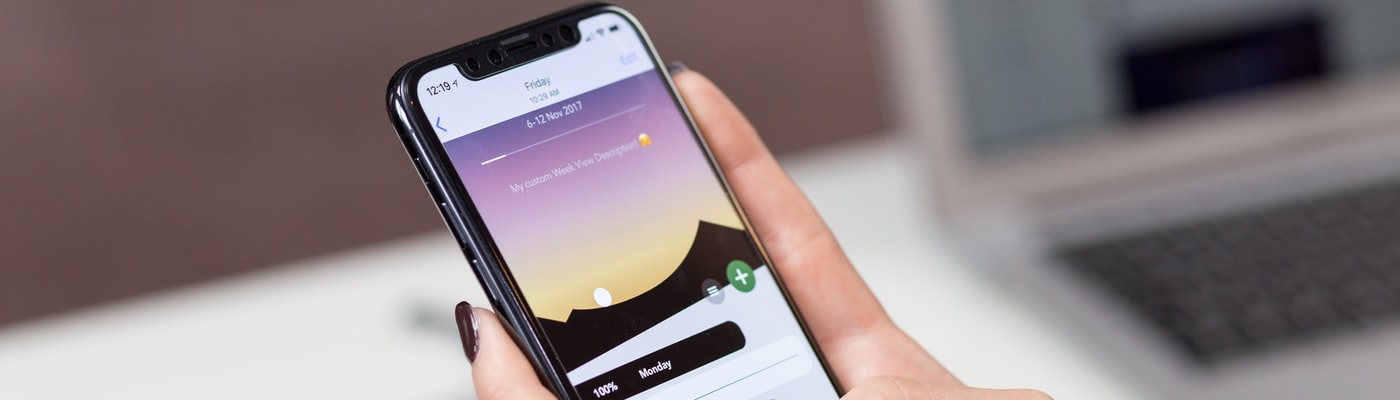 12:19
Friday
Edit
10:29 AM
6-12 Nov 2017
My custom Week View Description! 🤗
100% Monday